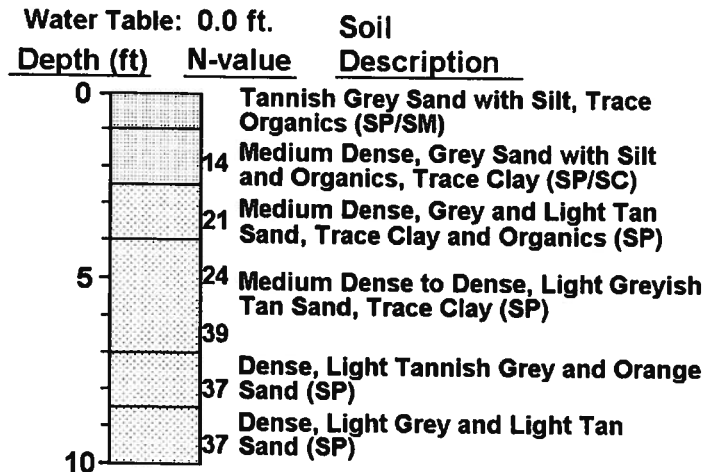 Water Table: 0.0 ft.
Soil
Depth (ft) N-value Description
0
Tannish Grey Sand with Silt, Trace
Organics (SP/SM)
14 Medium Dense, Grey Sand with Silt
and Organics, Trace Clay (SP/SC)
21 Medium Dense, Grey and Light Tan
Sand, Trace Clay and Organics (SP)
5 24 Medium Dense to Dense, Light Greyish
Tan Sand, Trace Clay (SP)
39
Dense, Light Tannish Grey and Orange
37 Sand (SP)
Dense, Light Grey and Light Tan
37 Sand (SP)
10